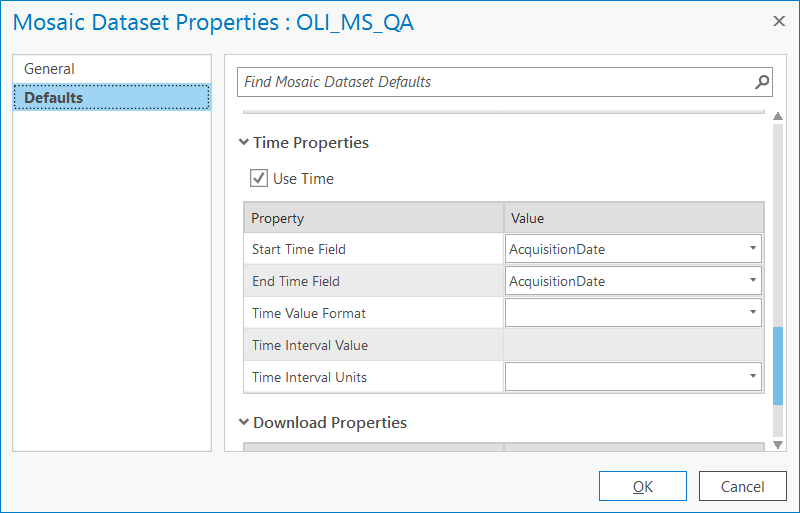 Mosaic Dataset Properties : OLI_MS_QA
General
Defaults
Find Mosaic Dataset Defaults
Time Properties
Use Time
Property Value
Start Time Field AcquisitionDate
End Time Field AcquisitionDate
Time Value Format
Time Interval Value
Time Interval Units
Download Properties
OK Cancel